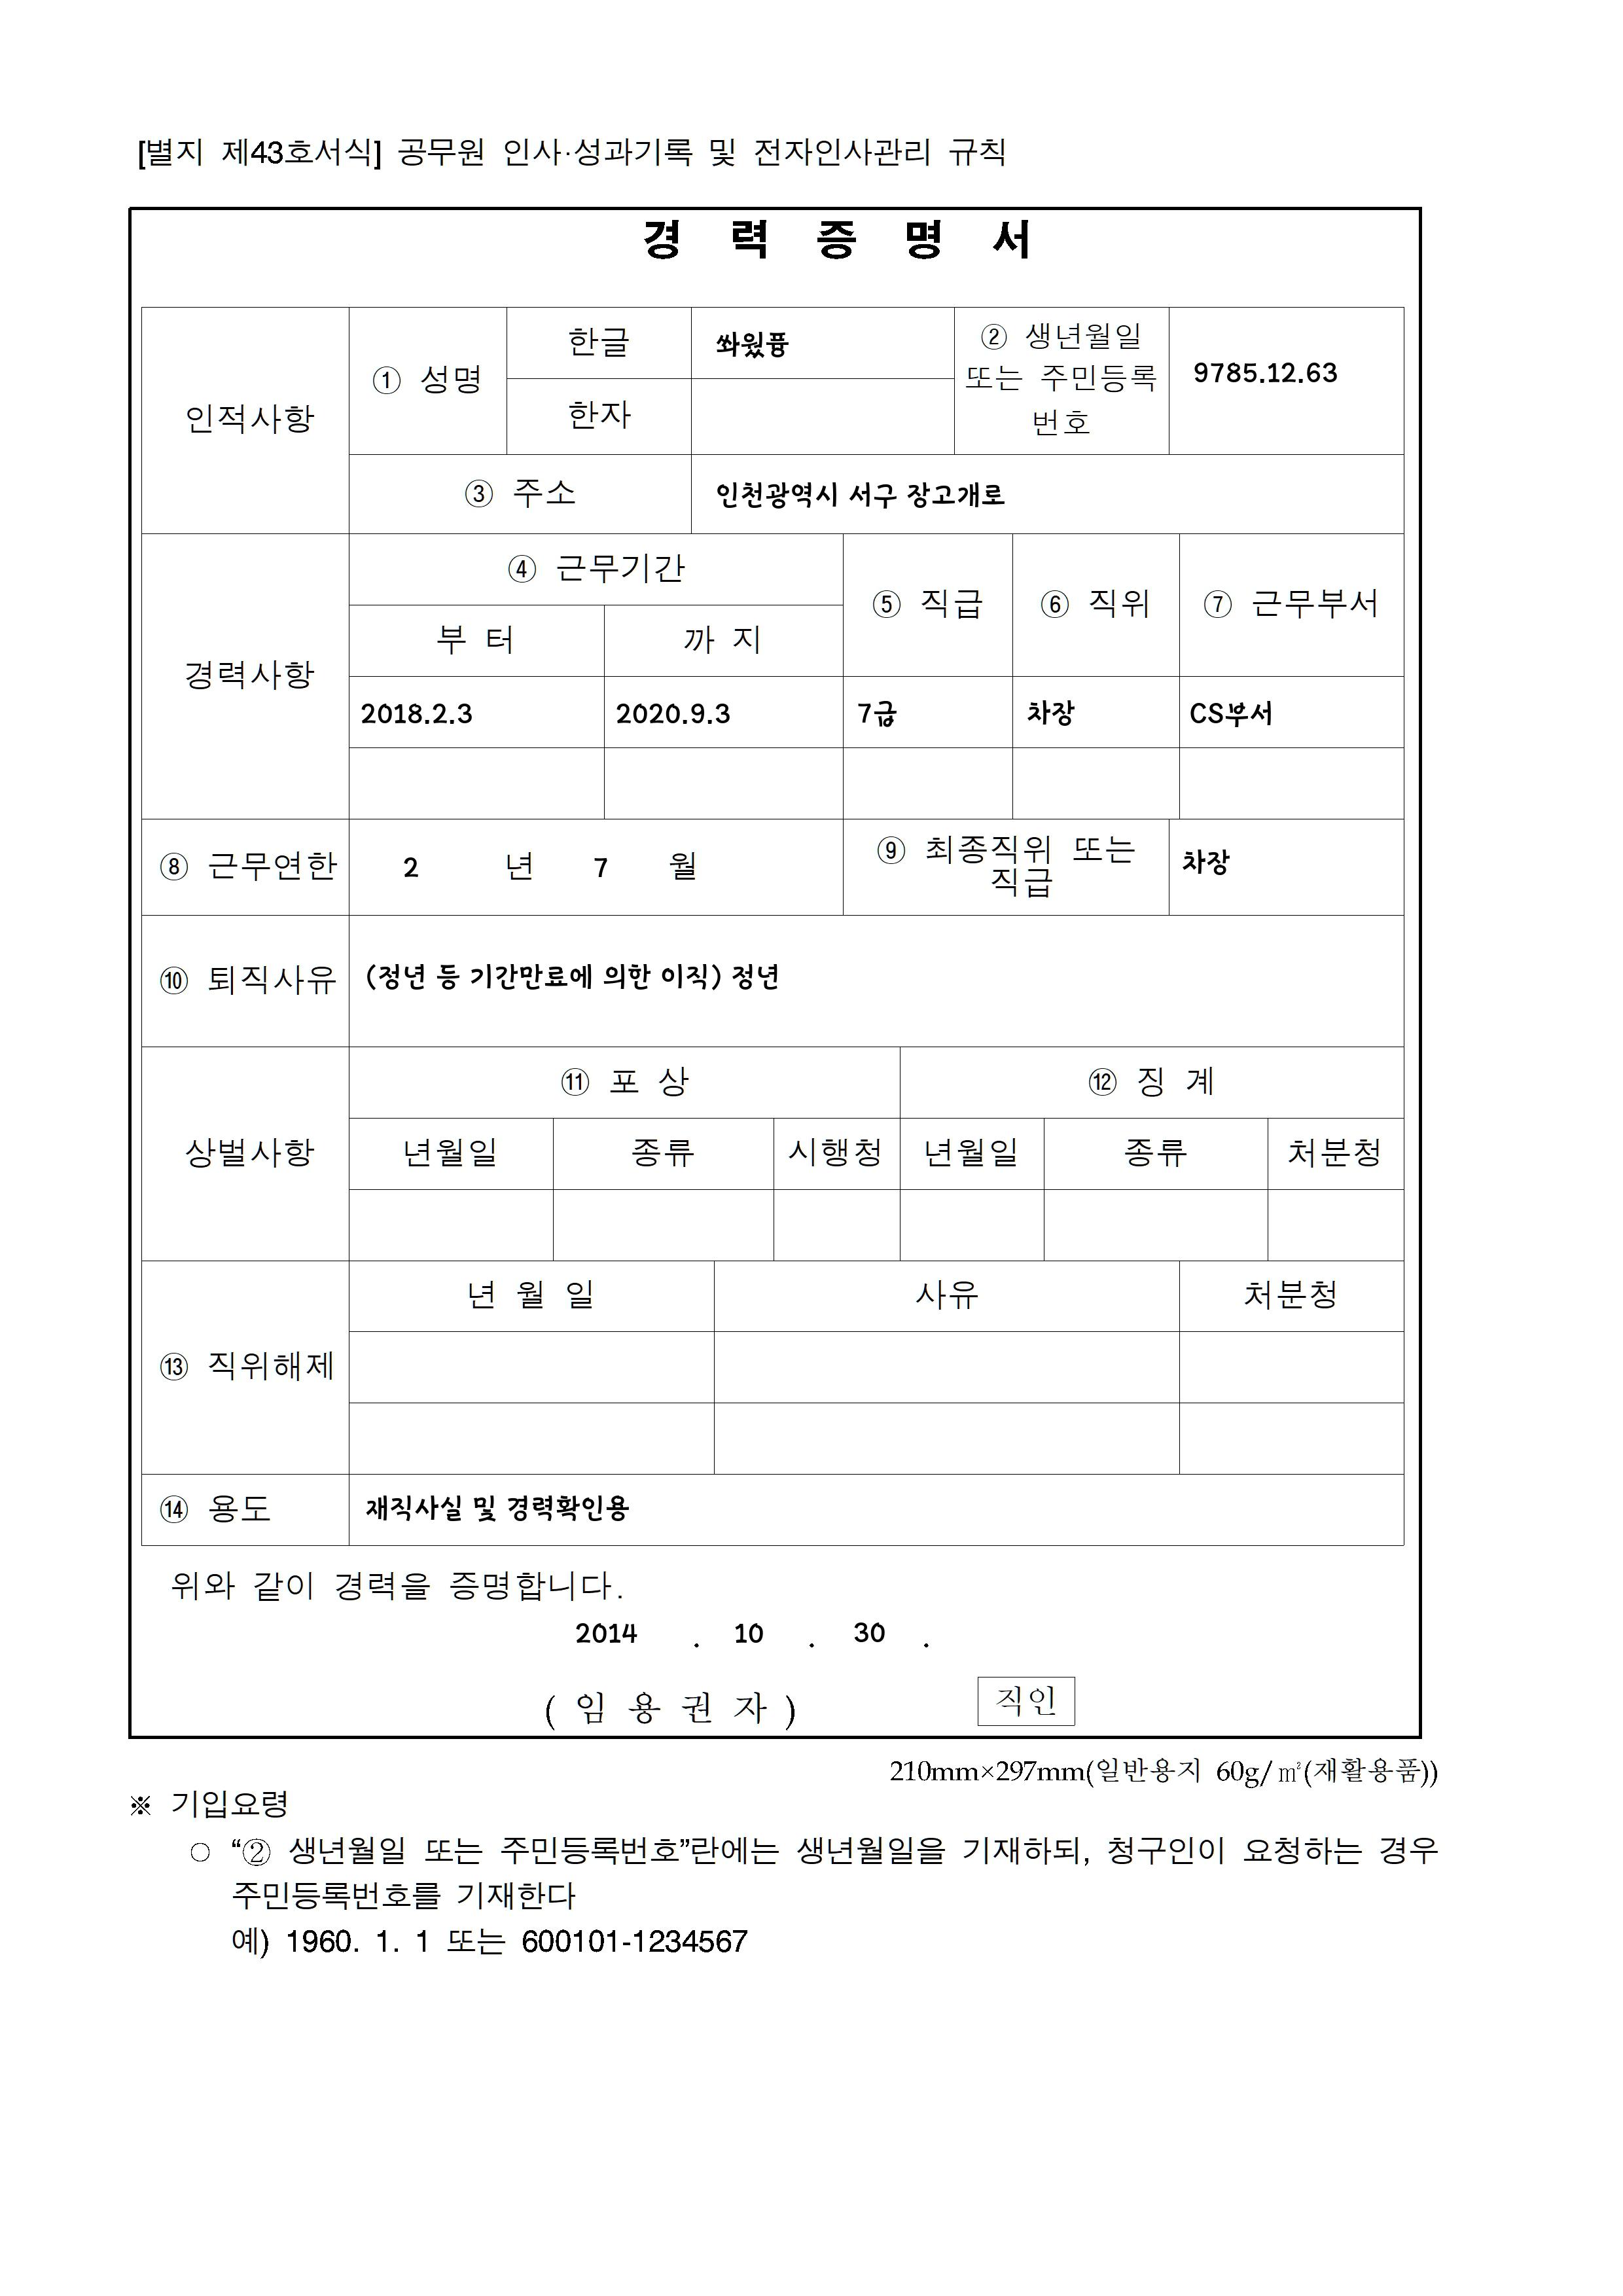 [별지 제43호서식] 공무원 인사·성과기록 및 전자인사관리 규칙
경 력 증 명 서
인적사항
① 성명
한글
쏴웠퓽
한자
② 생년월일
또는 주민등록
번호
9785.12.63
③ 주소
인천광역시 서구 장고개로
경력사항
④ 근무기간
부 터
까 지
⑤ 직급
⑥ 직위
⑦ 근무부서
2018.2.3
2020.9.3
7급
차장
CS부서
⑧ 근무연한
2 년 7 월
⑨ 최종직위 또는
직급
차장
⑩ 퇴직사유
(정년 등 기간만료에 의한 이직) 정년
상벌사항
⑪ 포 상
⑫ 징 계
년월일
종류
시행청
년월일
종류
처분청
⑬ 직위해제
년 월 일
사유
처분청
⑭ 용도
재직사실 및 경력확인용
위와 같이 경력을 증명합니다.
2014 . 10 . 30 .
( 임 용 권 자 )
직인
210mm×297mm(일반용지 60g/㎡(재활용품))
※ 기입요령
○ “② 생년월일 또는 주민등록번호”란에는 생년월일을 기재하되, 청구인이 요청하는 경우
주민등록번호를 기재한다
예) 1960. 1. 1 또는 600101-1234567